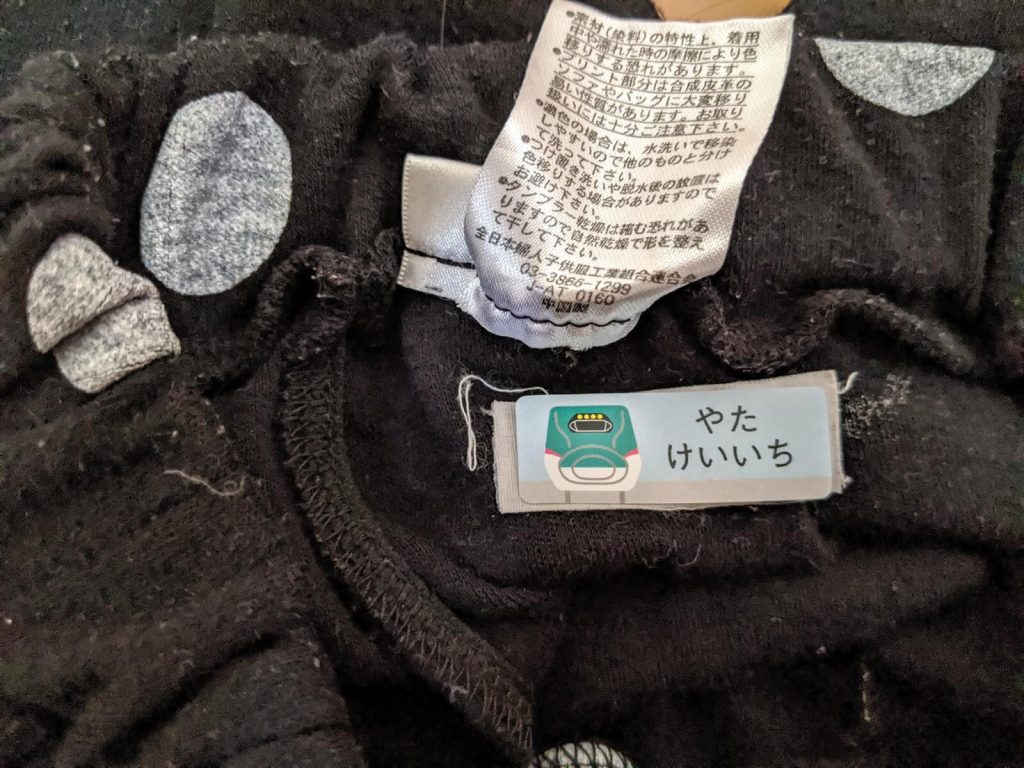 ●素材(染料)の特性上、着用
中や濡れた時の摩擦により色
移りする恐れがあります。
●プリント部分は合成皮革の
ソファやバッグに大変移り
易い性質があります。お取り
扱いには十分ご注意下さい。
●濃色の場合は、水洗いで移染
しやすいので他のものと分け
て洗って下さい。
●つけ置き洗いや脱水後の放置は
色移りする場合がありますので
お避け下さい。
●タンブラー乾燥は縮む恐れがあ
りますので自然乾燥で形を整え
て干して下さい。
全日本婦人子供服工業組合連合会
03-3865-1299
J-AT 0160
やた
けいいち